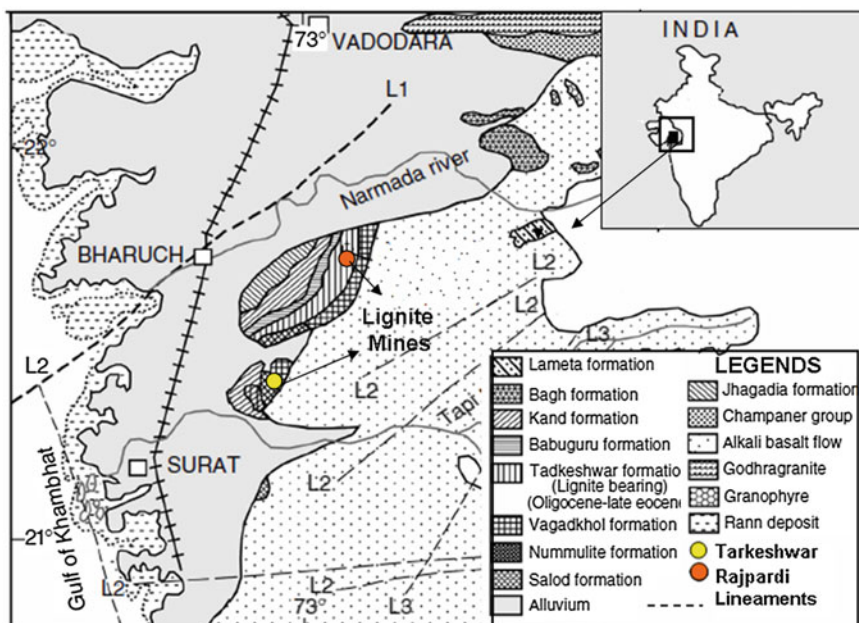 73°
VADODARA
INDIA
L1
22°
Narmada river
BHARUCH
L2
Lignite
Mines
L3
L2
L2
L2
Tapi
SURAT
L2
21°
Gulf of Khambhat
L2
L2
73°
L3
LEGENDS
Lameta formation
Bagh formation
Kand formation
Babuguru formation
Tadkeshwar formatio
(Lignite bearing)
(Oligocene-late eocene
Vagadkhol formation
Nummulite formation
Salod formation
Alluvium
Jhagadia formation
Champaner group
Alkali basalt flow
Godhragranite
Granophyre
Rann deposit
Tarkeshwar
Rajpardi
Lineaments